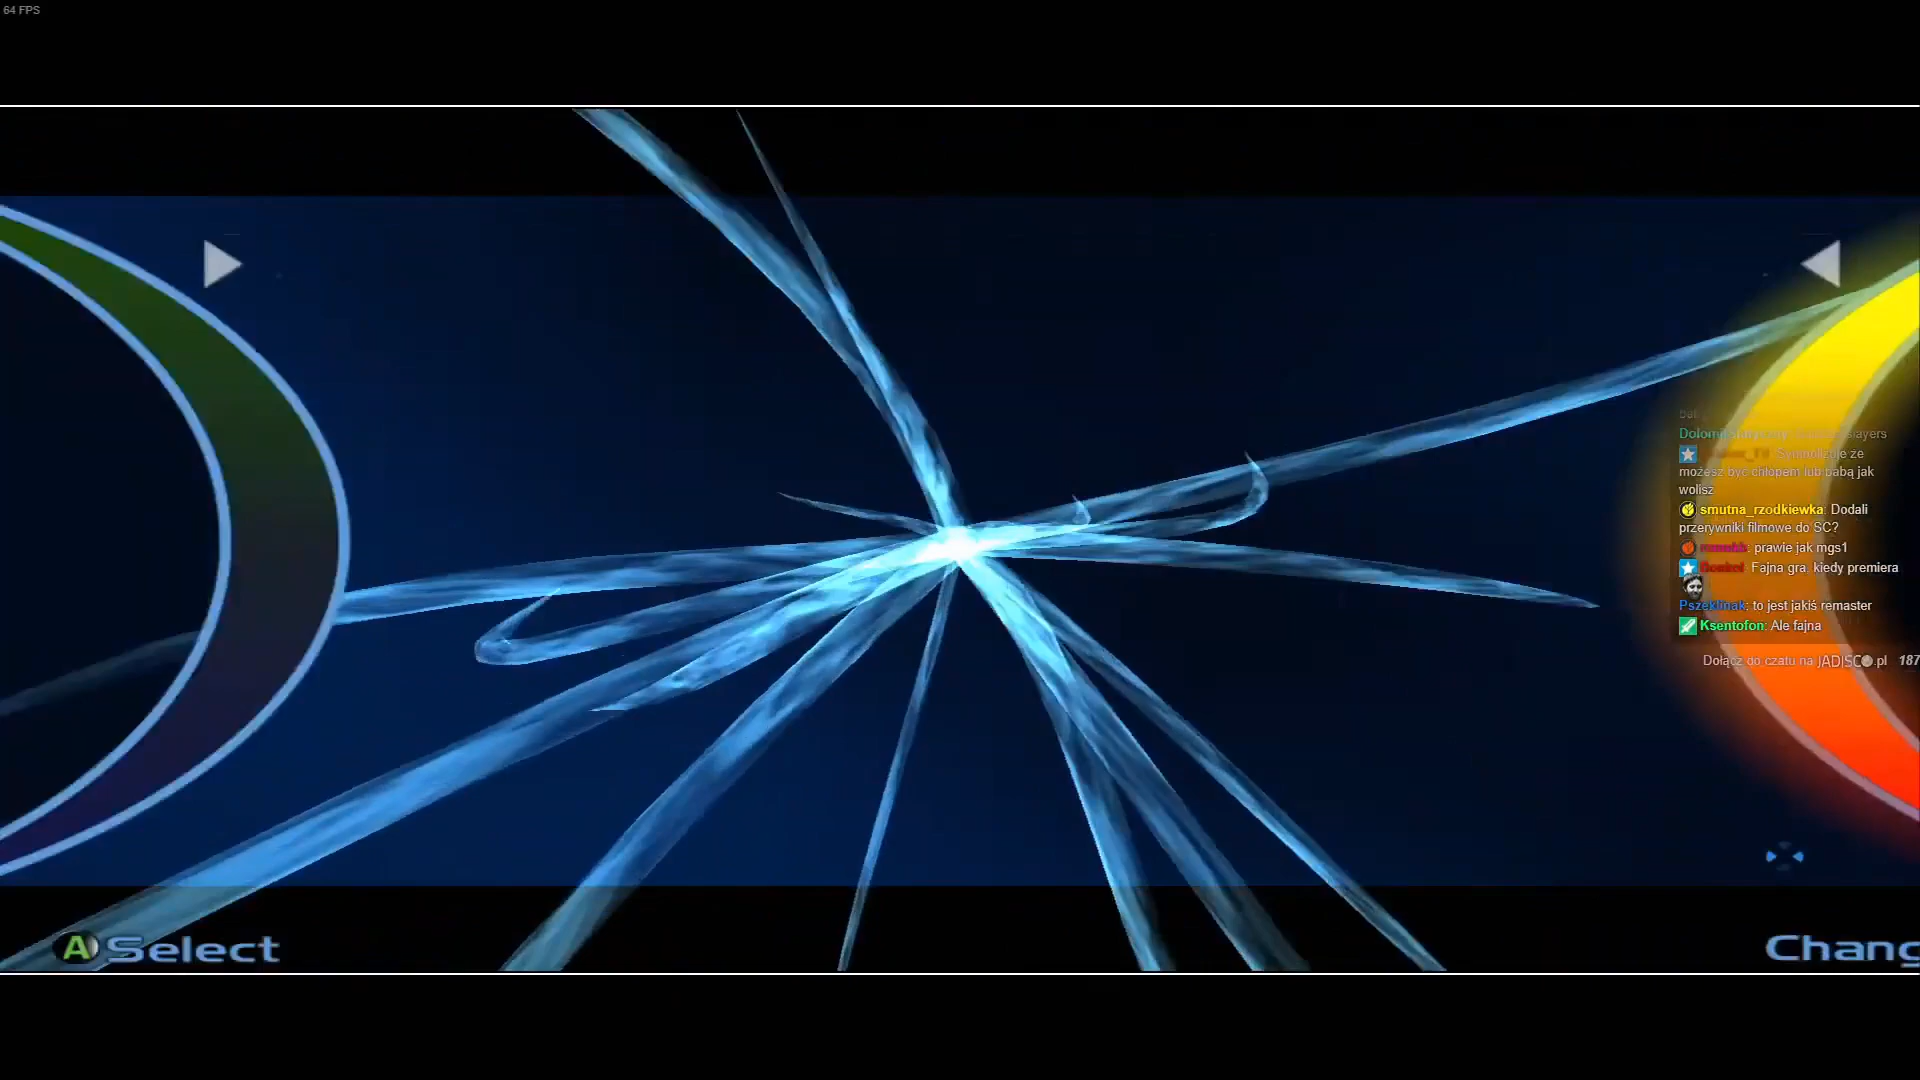 64 FPS
slayers
Symbolizuje ze
możesz być chłopem lub babą jak
wolisz
smutna_rzodkiewka: Dodali
przerywniki filmowe do SC?
: prawie jak mgs1
Fajna gra, kiedy premiera
: to jest jakiś remaster
Ksentofon: Ale fajna
Dołącz do czatu na JADISCO.pl 187
A Select
Chang